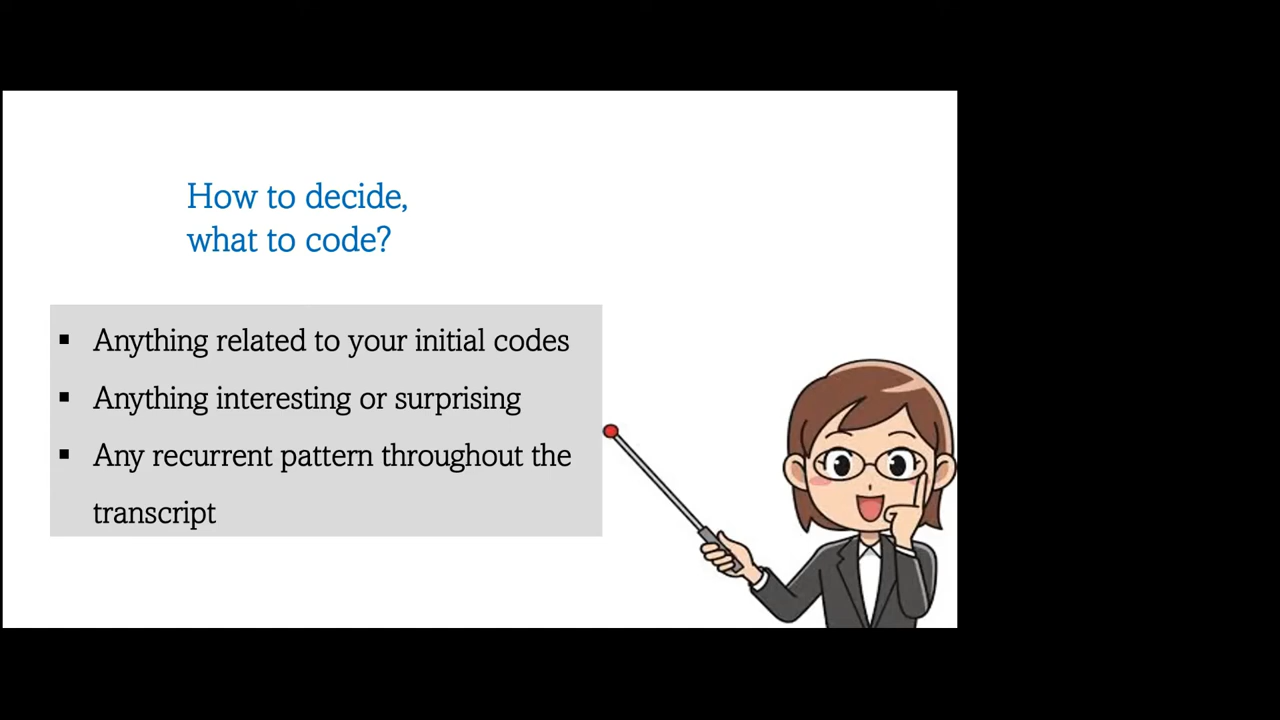 How to decide,
what to code?
▪ Anything related to your initial codes
▪ Anything interesting or surprising
▪ Any recurrent pattern throughout the
transcript